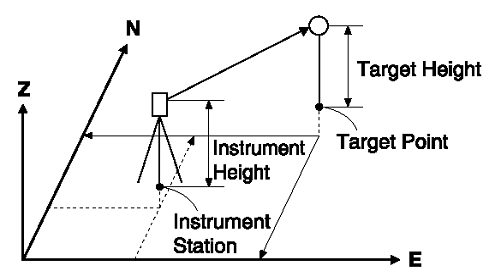 N
Z
Target Height
Target Point
Instrument
Height
Instrument
Station
E